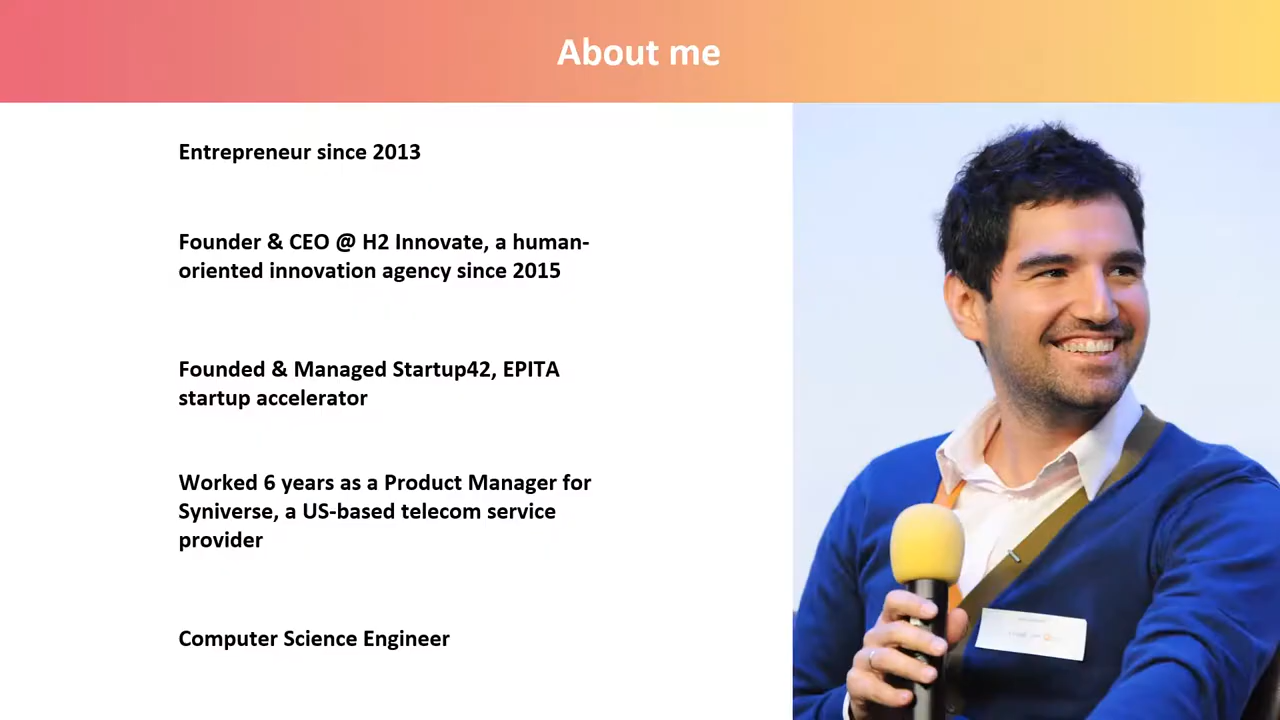 About me
Entrepreneur since 2013
Founder & CEO @ H2 Innovate, a human-
oriented innovation agency since 2015
Founded & Managed Startup42, EPITA
startup accelerator
Worked 6 years as a Product Manager for
Syniverse, a US-based telecom service
provider
Computer Science Engineer